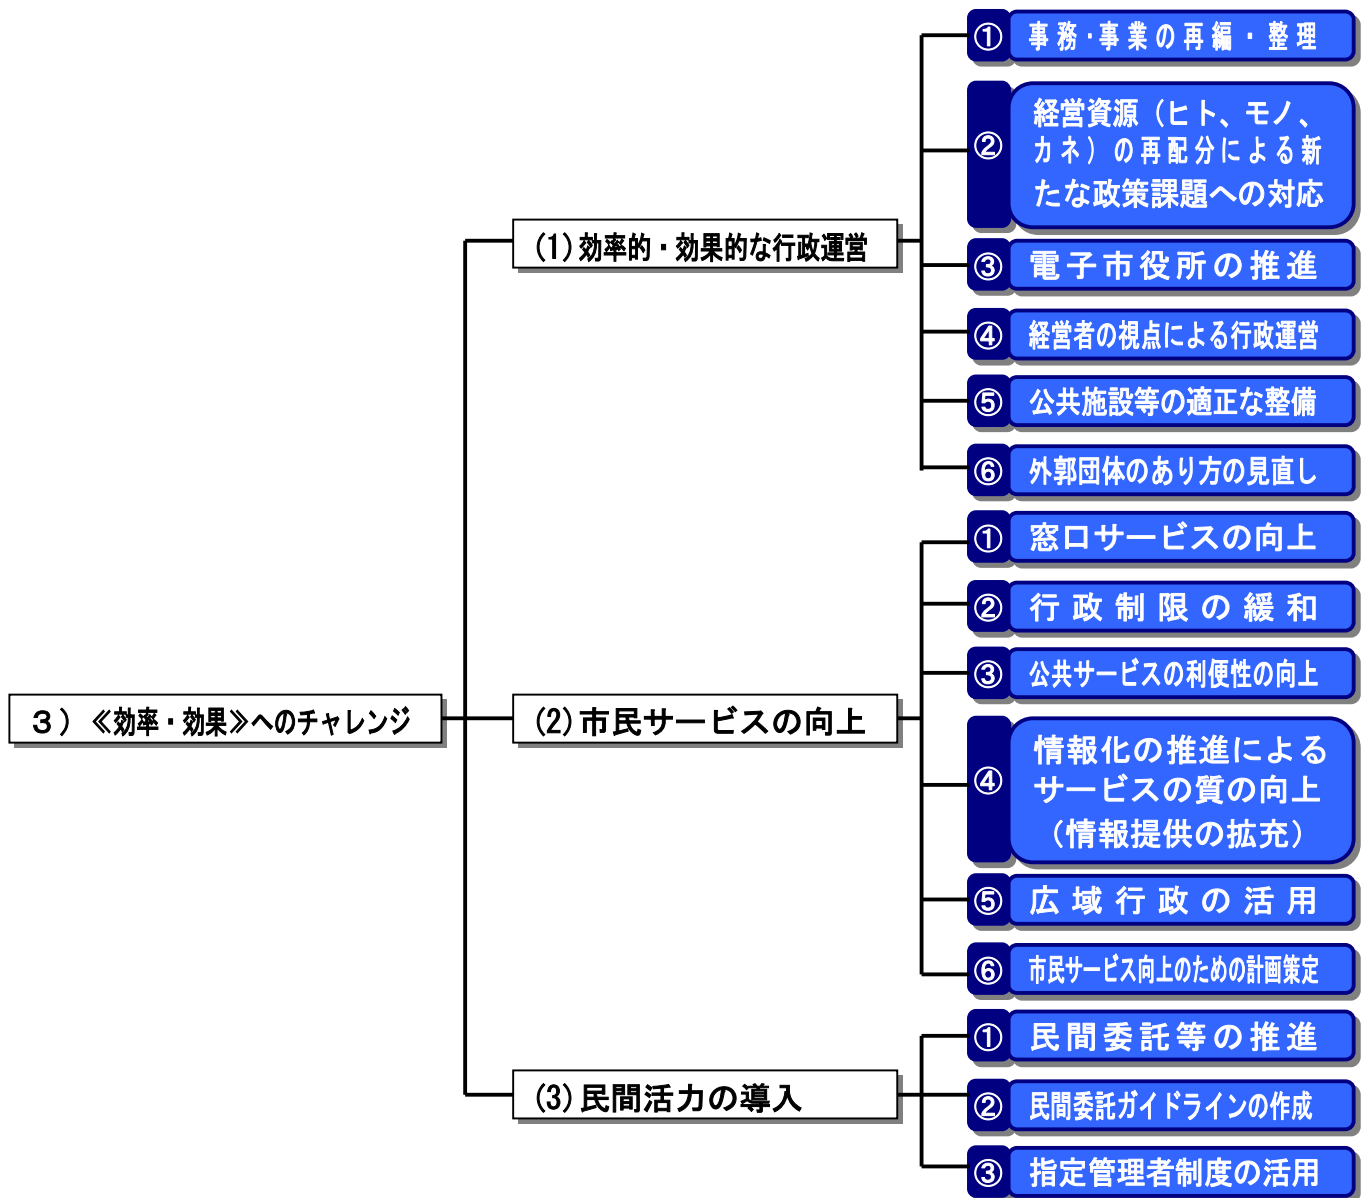 3）≪効率・効果≫へのチャレンジ
(1)効率的・効果的な行政運営
① 事務・事業の再編・整理
② 経営資源（ヒト、モノ、
カネ）の再配分による新
たな政策課題への対応
③ 電子市役所の推進
④ 経営者の視点による行政運営
⑤ 公共施設等の適正な整備
⑥ 外郭団体のあり方の見直し
(2)市民サービスの向上
① 窓口サービスの向上
② 行政制限の緩和
③ 公共サービスの利便性の向上
④ 情報化の推進による
サービスの質の向上
（情報提供の拡充）
⑤ 広域行政の活用
⑥ 市民サービス向上のための計画策定
(3)民間活力の導入
① 民間委託等の推進
② 民間委託ガイドラインの作成
③ 指定管理者制度の活用